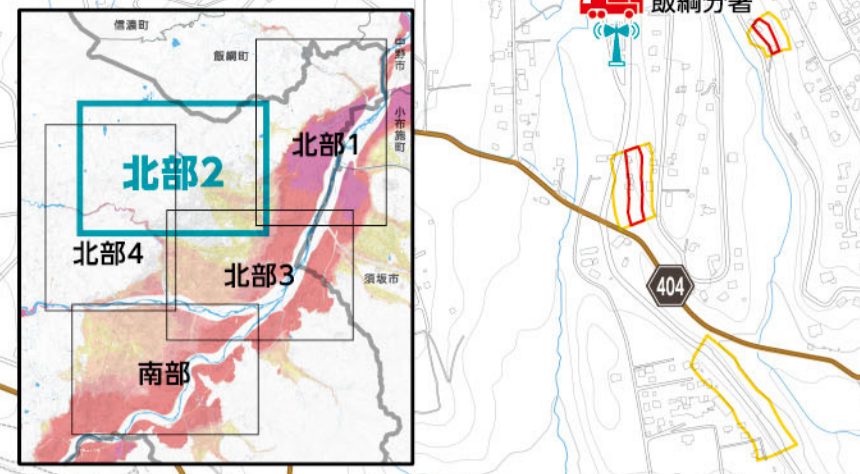 信濃町
飯綱町
中野市
小布施町
北部1
北部2
北部4
北部3
須坂市
南部
飯綱分署
404